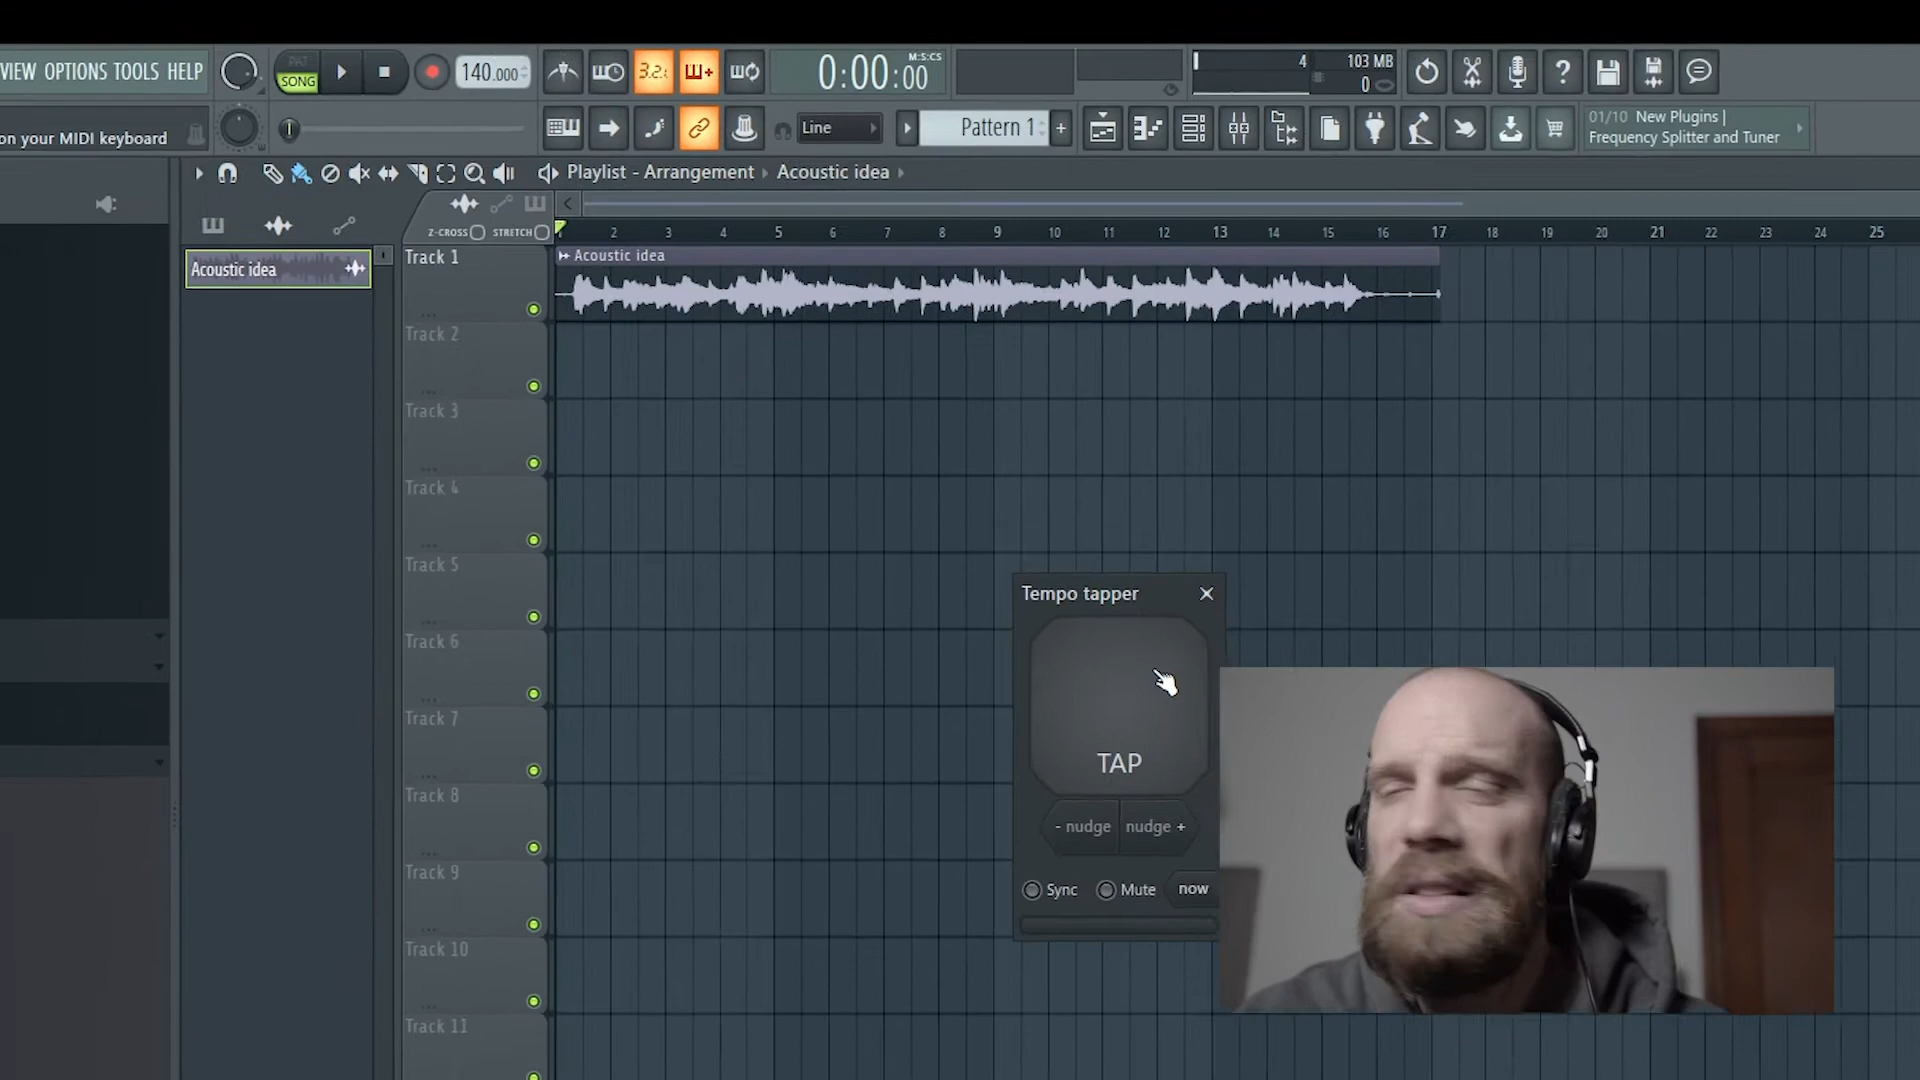 VIEW OPTIONS TOOLS HELP
PAT
SONG
140.000
3.2.
0:00:00
M:S:CS
4
103 MB
0
on your MIDI keyboard
Line
Pattern 1
01/10 New Plugins |
Frequency Splitter and Tuner
Playlist - Arrangement
Acoustic idea
Z-CROSS
STRETCH
2 3 4 5 6 7 8 9 10 11 12 13 14 15 16 17 18 19 20 21 22 23 24 25
Acoustic idea
Track 1
Acoustic idea
Track 2
Track 3
Track 4
Track 5
Track 6
Track 7
Track 8
Track 9
Track 10
Track 11
Tempo tapper
TAP
- nudge
nudge +
Sync
Mute
now